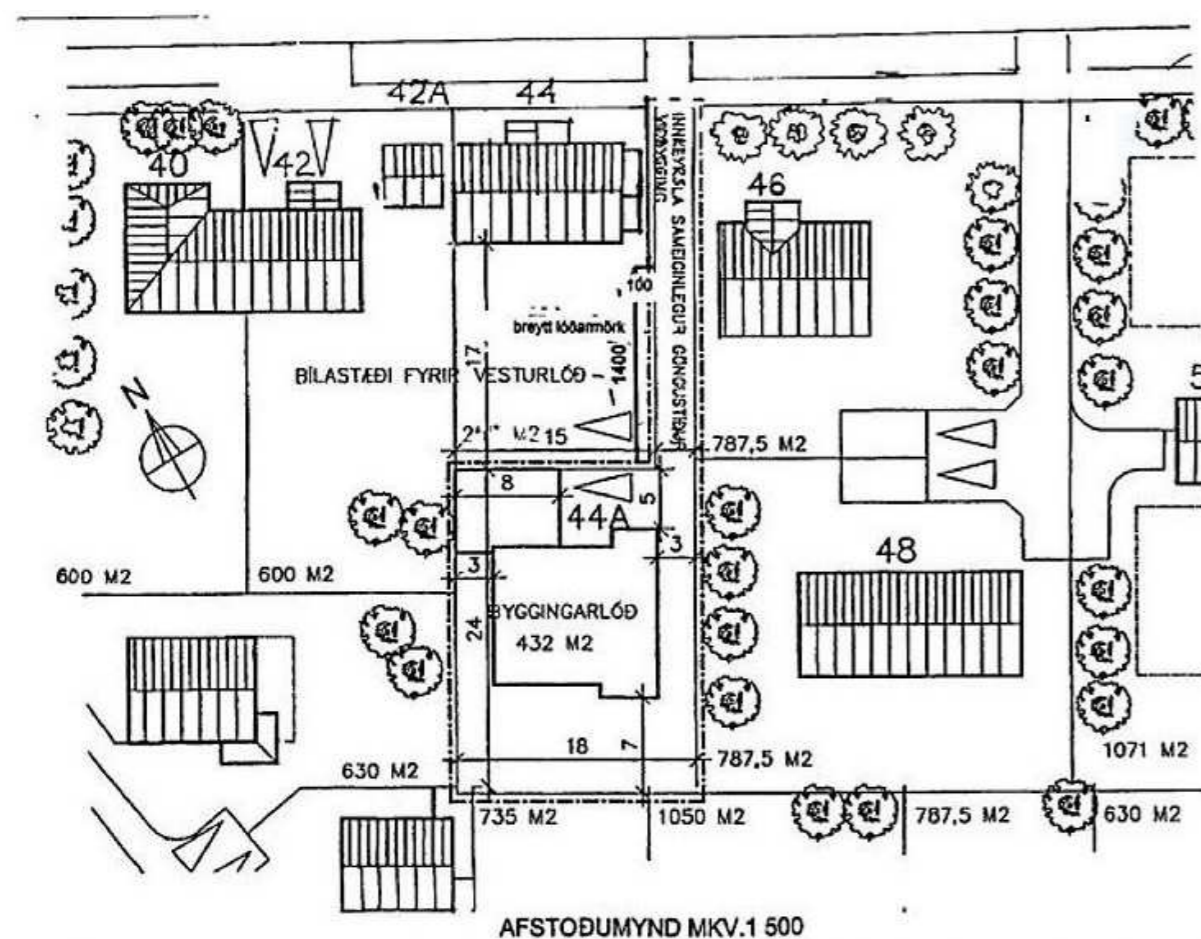 42A
44
40
42
46
INNKEYRSLA SAMEIGINLEGUR GÖNGUSTÍGUR
VIÐBYGGING
100
breytt lóðarmörk
17
1400
BÍLASTÆÐI FYRIR VESTURLÓÐ
N
M2
15
787,5 M2
8
5
44A
3
48
600 M2
600 M2
3
BYGGINGARLÓÐ
24
432 M2
18
7
787,5 M2
1071 M2
630 M2
735 M2
1050 M2
787,5 M2
630 M2
AFSTOÐUMYND MKV.1 500